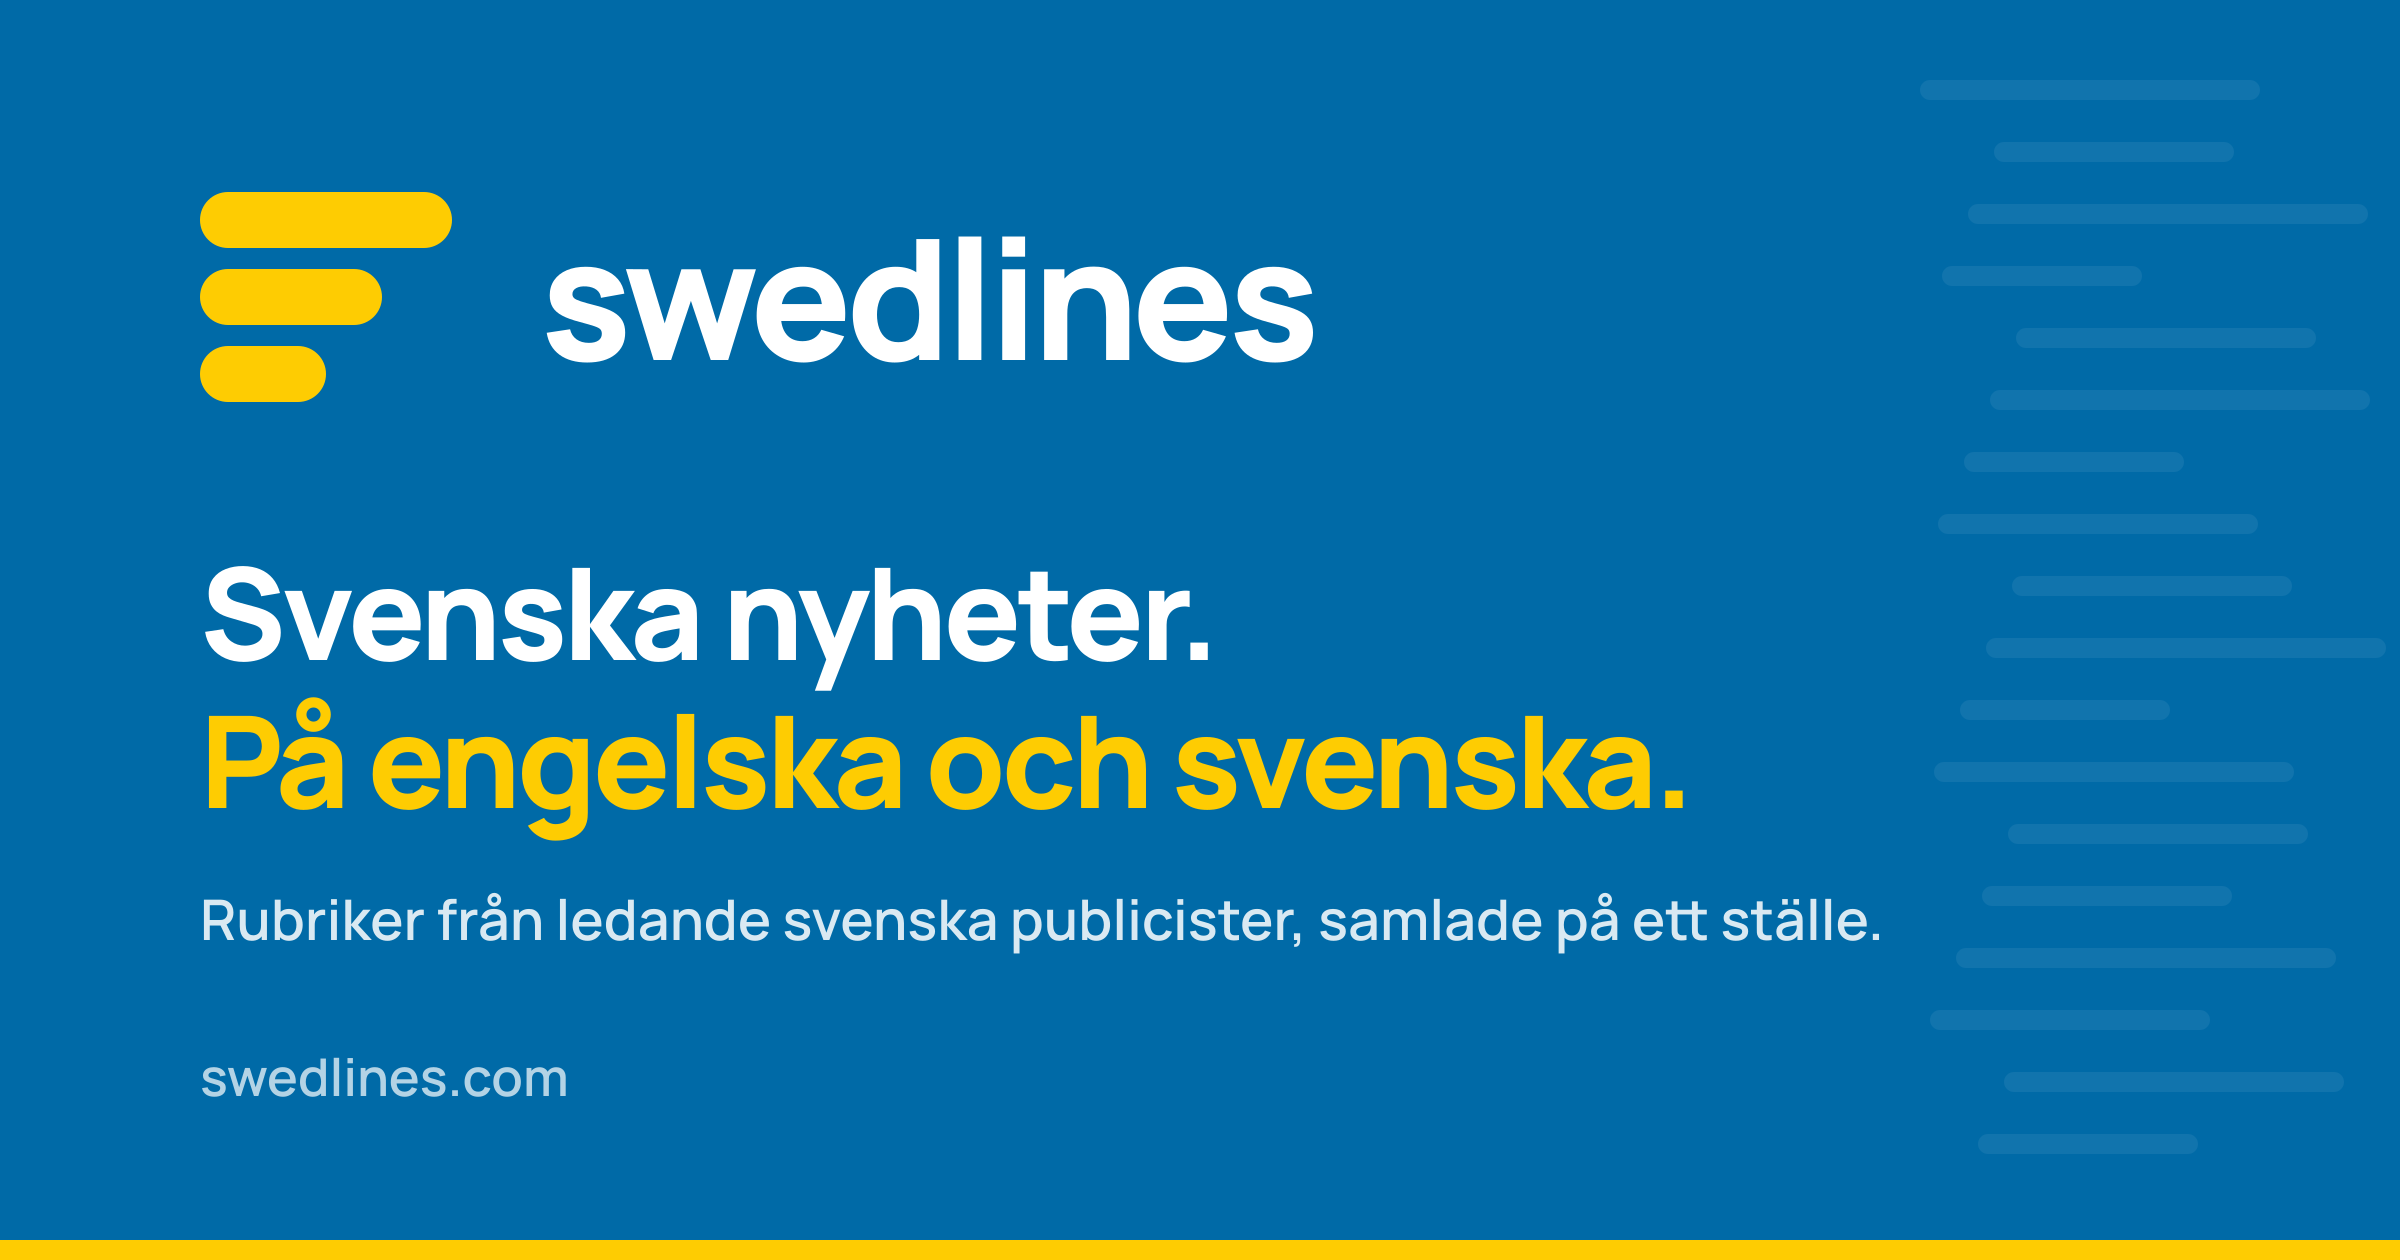 swedlines
Svenska nyheter.
På engelska och svenska.
Rubriker från ledande svenska publicister, samlade på ett ställe.
swedlines.com